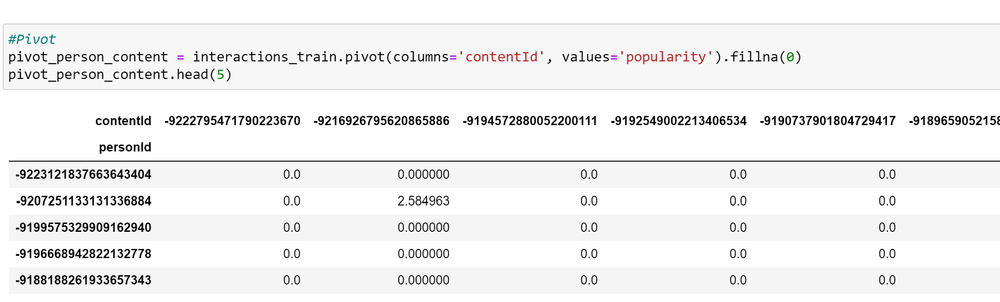 #Pivot
pivot_person_content = interactions_train.pivot(columns='contentId', values='popularity').fillna(0)
pivot_person_content.head(5)
contentId -9222795471790223670 -9216926795620865886 -9194572880052200111 -9192549002213406534 -9190737901804729417 -9189659052158
personId
-9223121837663643404 0.0 0.000000 0.0 0.0 0.0
-9207251133131336884 0.0 2.584963 0.0 0.0 0.0
-9199575329909162940 0.0 0.000000 0.0 0.0 0.0
-9196668942822132778 0.0 0.000000 0.0 0.0 0.0
-9188188261933657343 0.0 0.000000 0.0 0.0 0.0